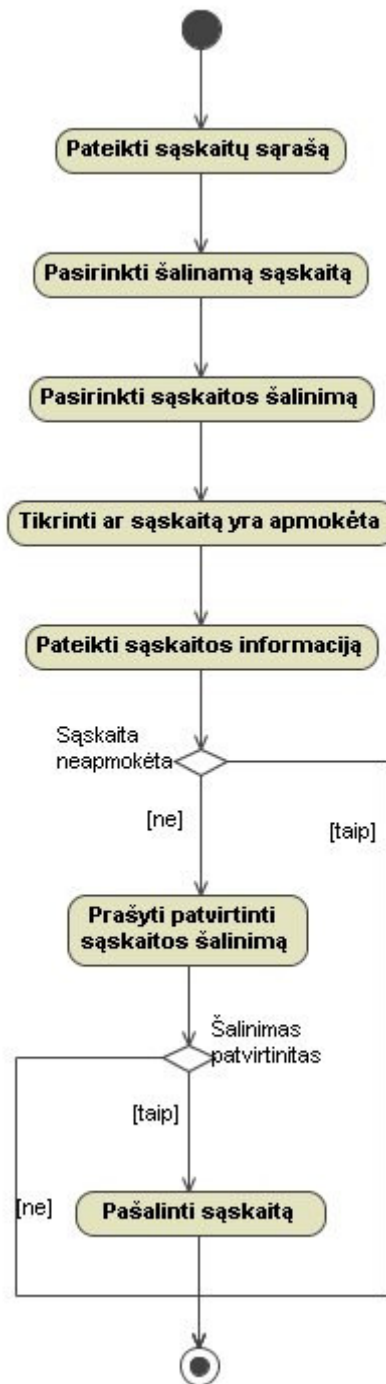 Pateikti sąskaitų sąrašą
Pasirinkti šalinamą sąskaitą
Pasirinkti sąskaitos šalinimą
Tikrinti ar sąskaitą yra apmokėta
Pateikti sąskaitos informaciją
Sąskaita
neapmokėta
[ne]
[taip]
Prašyti patvirtinti
sąskaitos šalinimą
Šalinimas
patvirtinitas
[taip]
[ne]
Pašalinti sąskaitą